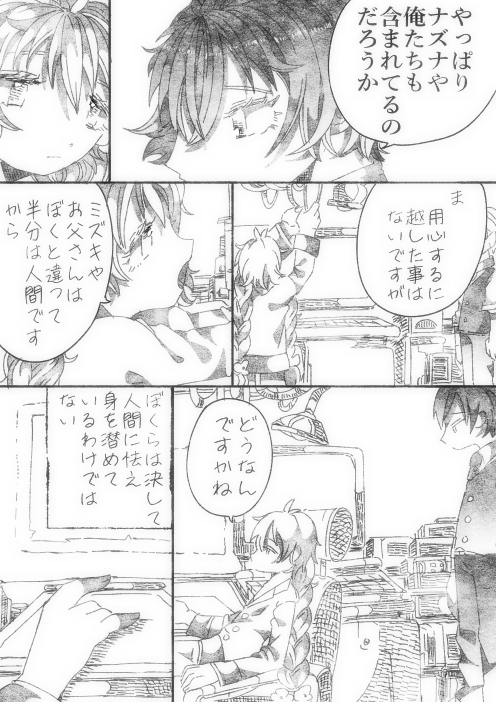 やっぱり
ナズナや
俺たちも
含まれてるの
だろうか
ま
用心するに
越した事は
ないですが
ミズキや
お父さんは
ぼくと違って
半分は人間です
から
どうなん
ですかね
ぼくらは決して
人間に怯え
身を潜めて
いるわけでは
ない